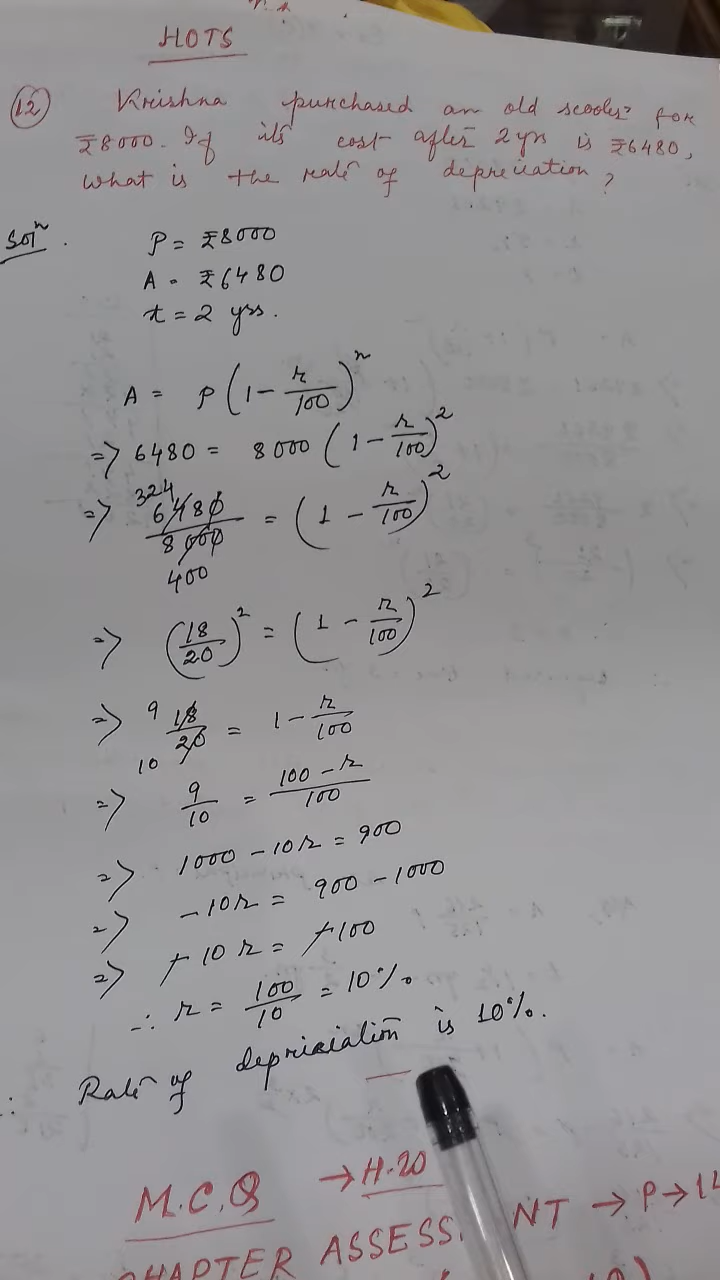 HOTS
(12) Krishna purchased an old scooter for
₹8000. If its cost after 2 yrs is ₹6480,
What is the rate of depreciation?
Solⁿ.
P = ₹8000
A = ₹6480
t = 2 yrs.
A = P(1 - r/100)ⁿ
=> 6480 = 8000 (1 - r/100)²
=> 324 6480/8000 400 = (1 - r/100)²
=> (18/20)² = (1 - r/100)²
=> 9 18/20 10 = 1 - r/100
=> 9/10 = (100 - r)/100
=> 1000 - 10r = 900
=> -10r = 900 - 1000
=> -10r = -100
∴ r = 100/10 = 10%.
∴ Rate of depriciation is 10%.
M.C.Q → H.20
CHAPTER ASSESS NT → P →